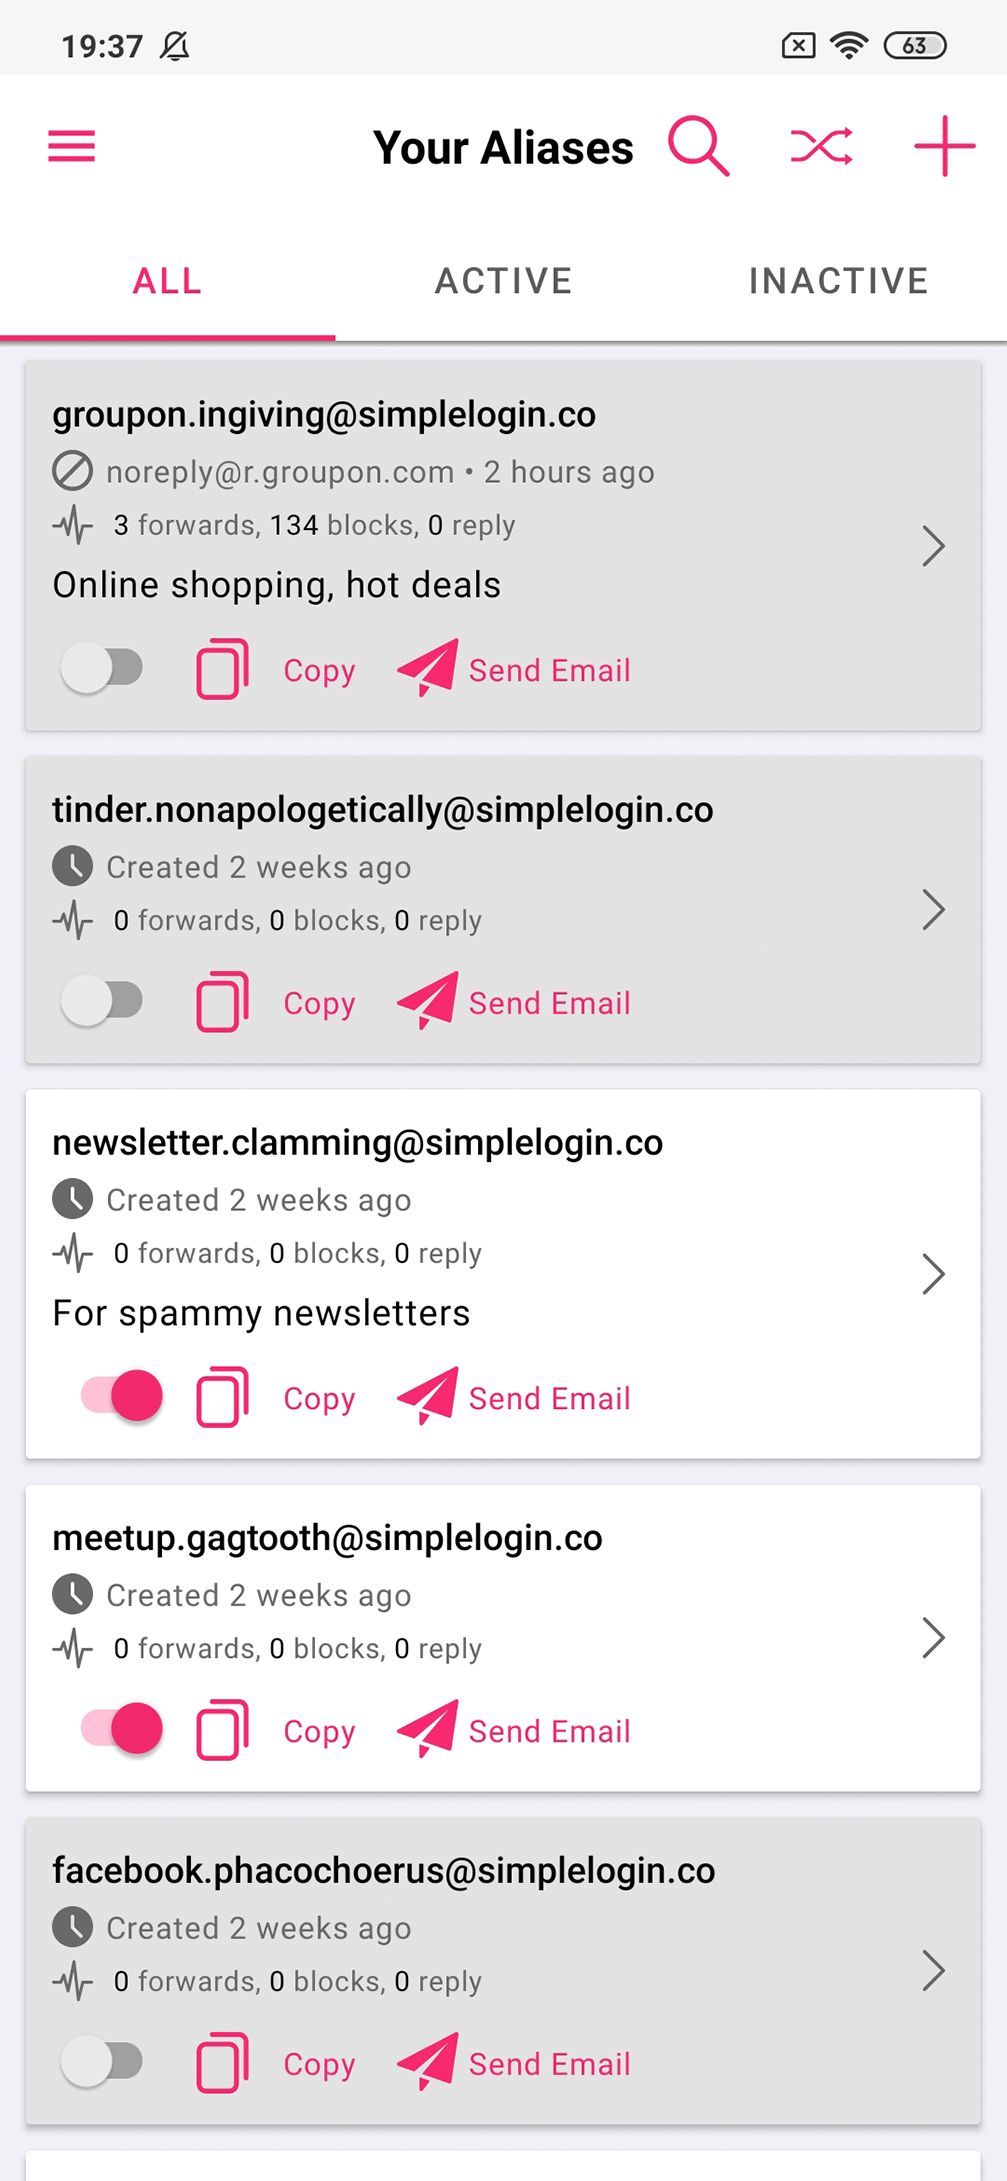 19:37 63
Your Aliases
ALL ACTIVE INACTIVE
groupon.ingiving@simplelogin.co
noreply@r.groupon.com • 2 hours ago
3 forwards, 134 blocks, 0 reply
Online shopping, hot deals
Copy Send Email
tinder.nonapologetically@simplelogin.co
Created 2 weeks ago
0 forwards, 0 blocks, 0 reply
Copy Send Email
newsletter.clamming@simplelogin.co
Created 2 weeks ago
0 forwards, 0 blocks, 0 reply
For spammy newsletters
Copy Send Email
meetup.gagtooth@simplelogin.co
Created 2 weeks ago
0 forwards, 0 blocks, 0 reply
Copy Send Email
facebook.phacochoerus@simplelogin.co
Created 2 weeks ago
0 forwards, 0 blocks, 0 reply
Copy Send Email